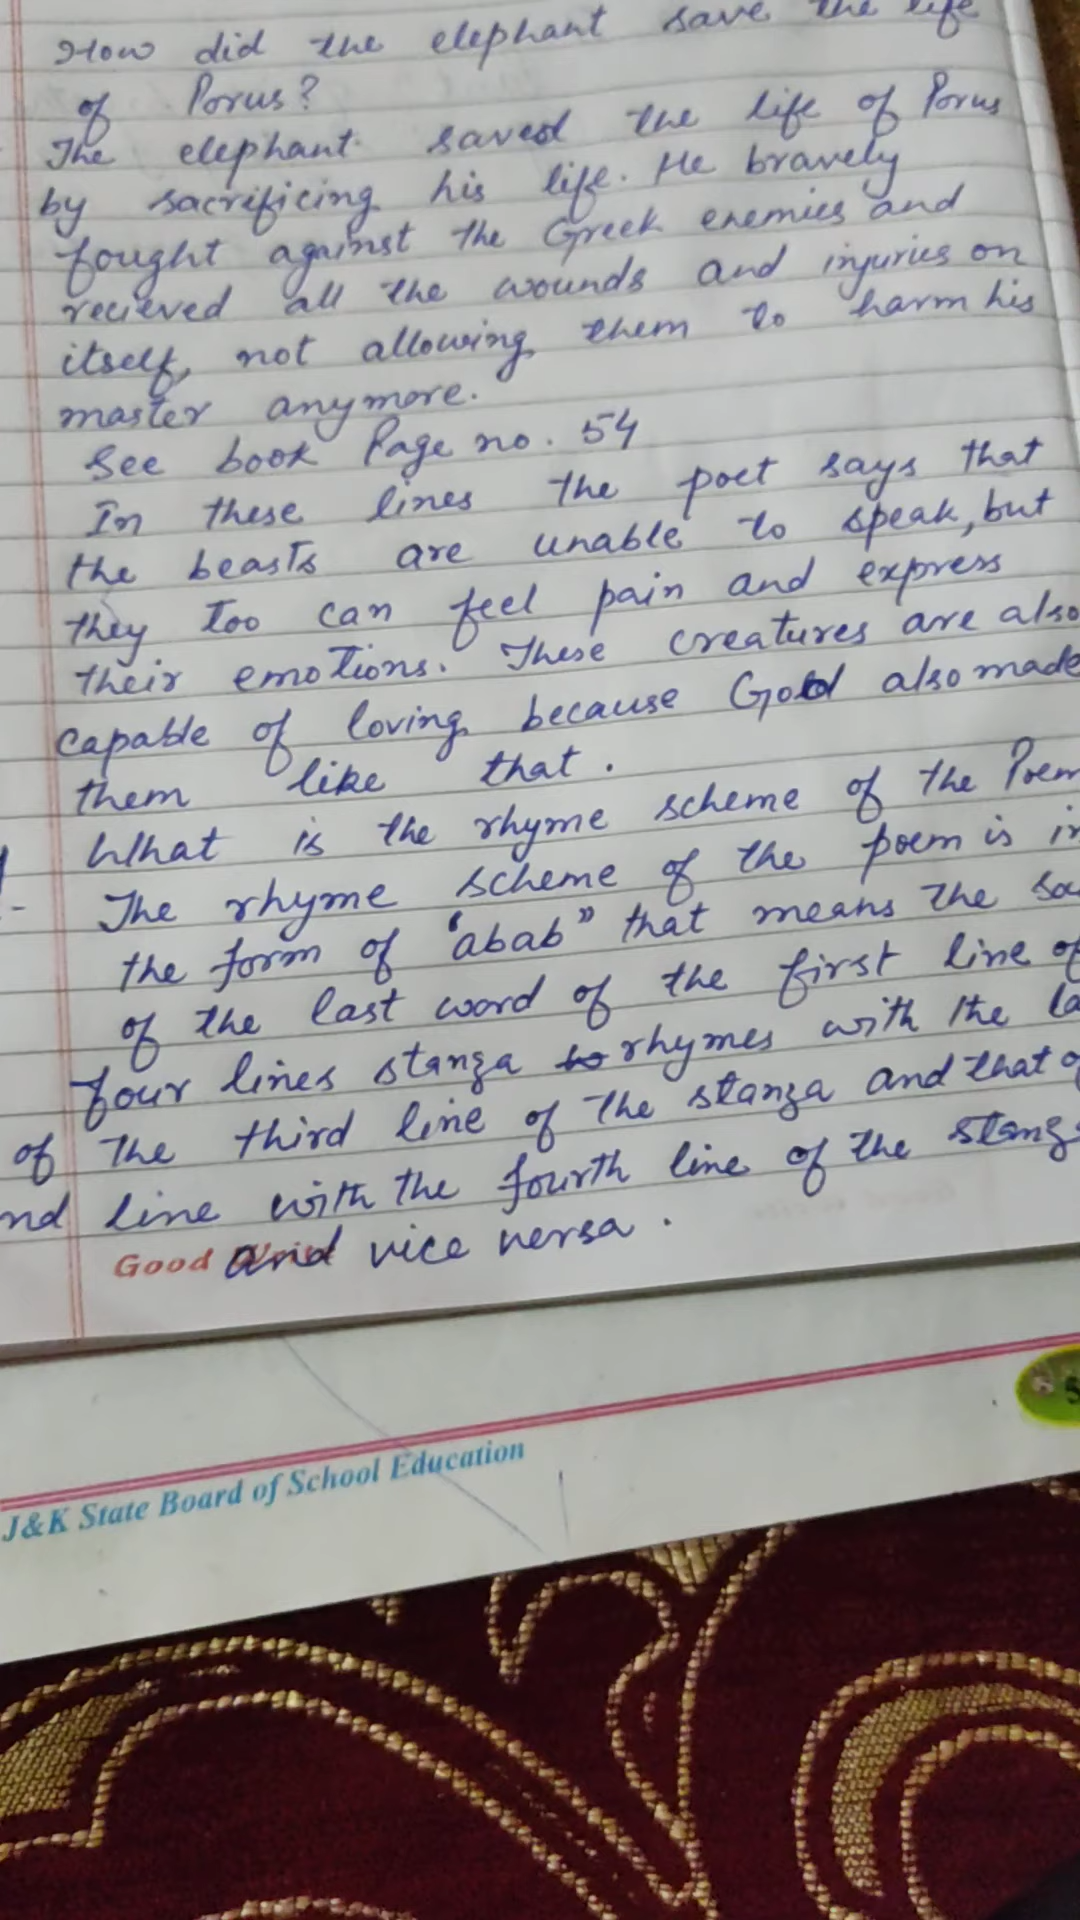 How did the elephant save the life
of Porus?
The elephant saved the life of Porus
by sacrificing his life. He bravely
fought against the Greek enemies and
recieved all the wounds and injuries on
itself, not allowing them to harm his
master anymore.
See book Page no. 54
In these lines the poet says that
the beasts are unable to speak, but
they too can feel pain and express
their emotions. These creatures are also
capable of loving because God also made
them like that.
What is the rhyme scheme of the Poem
The rhyme scheme of the poem is in
the form of "abab" that means the
of the last word of the first line of
four lines stanza rhymes with the
of the third line of the stanza and that
line with the fourth line of the
Good and vice versa.
J&K State Board of School Education